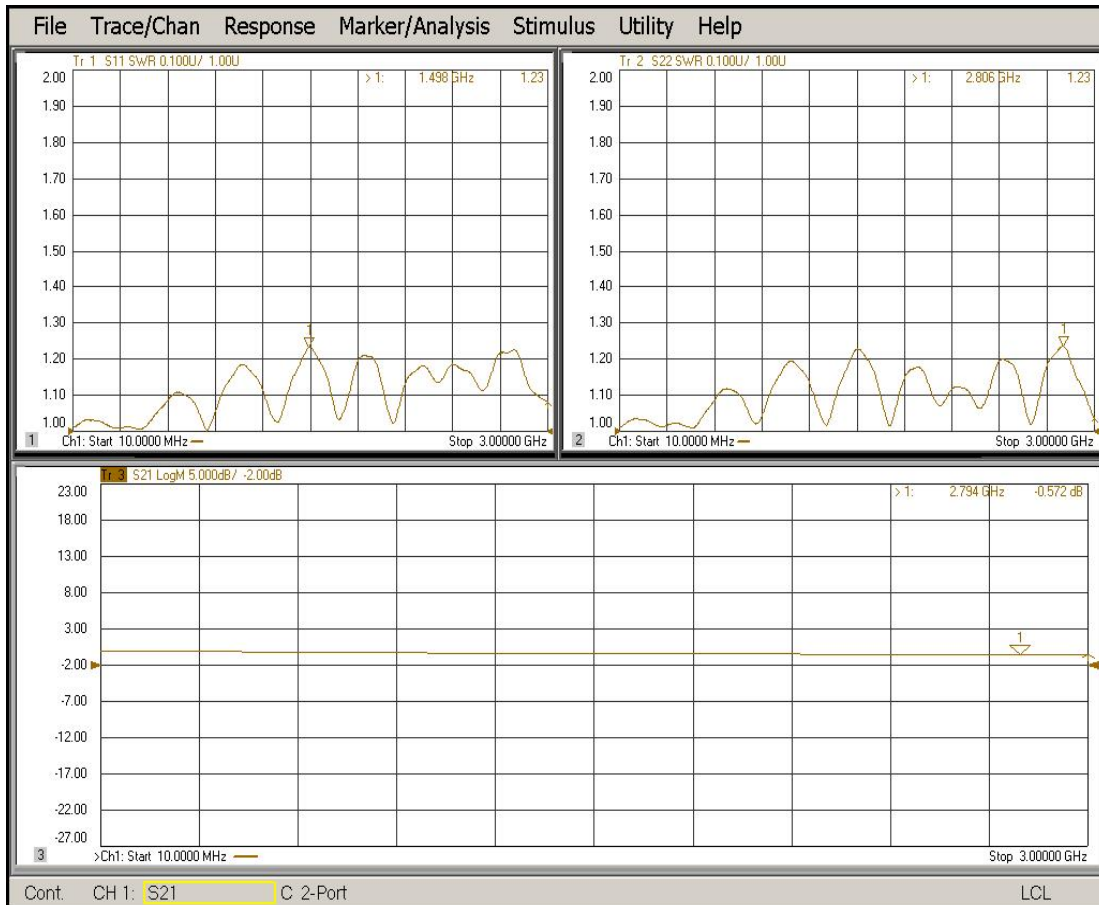 File Trace/Chan Response Marker/Analysis Stimulus Utility Help
Tr 1 S11 SWR 0.100U/ 1.00U
>1: 1.498 GHz 1.23
2.00
1.90
1.80
1.70
1.60
1.50
1.40
1.30
1.20
1.10
1.00
1
1
Ch1: Start 10.0000 MHz
Stop 3.00000 GHz
Tr 2 S22 SWR 0.100U/ 1.00U
>1: 2.806 GHz 1.23
2.00
1.90
1.80
1.70
1.60
1.50
1.40
1.30
1.20
1.10
1.00
1
2
Ch1: Start 10.0000 MHz
Stop 3.00000 GHz
Tr 3 S21 LogM 5.000dB/ -2.00dB
>1: 2.794 GHz -0.572 dB
23.00
18.00
13.00
8.00
3.00
-2.00
-7.00
-12.00
-17.00
-22.00
-27.00
1
3
>Ch1: Start 10.0000 MHz
Stop 3.00000 GHz
Cont. CH 1: S21 C 2-Port LCL